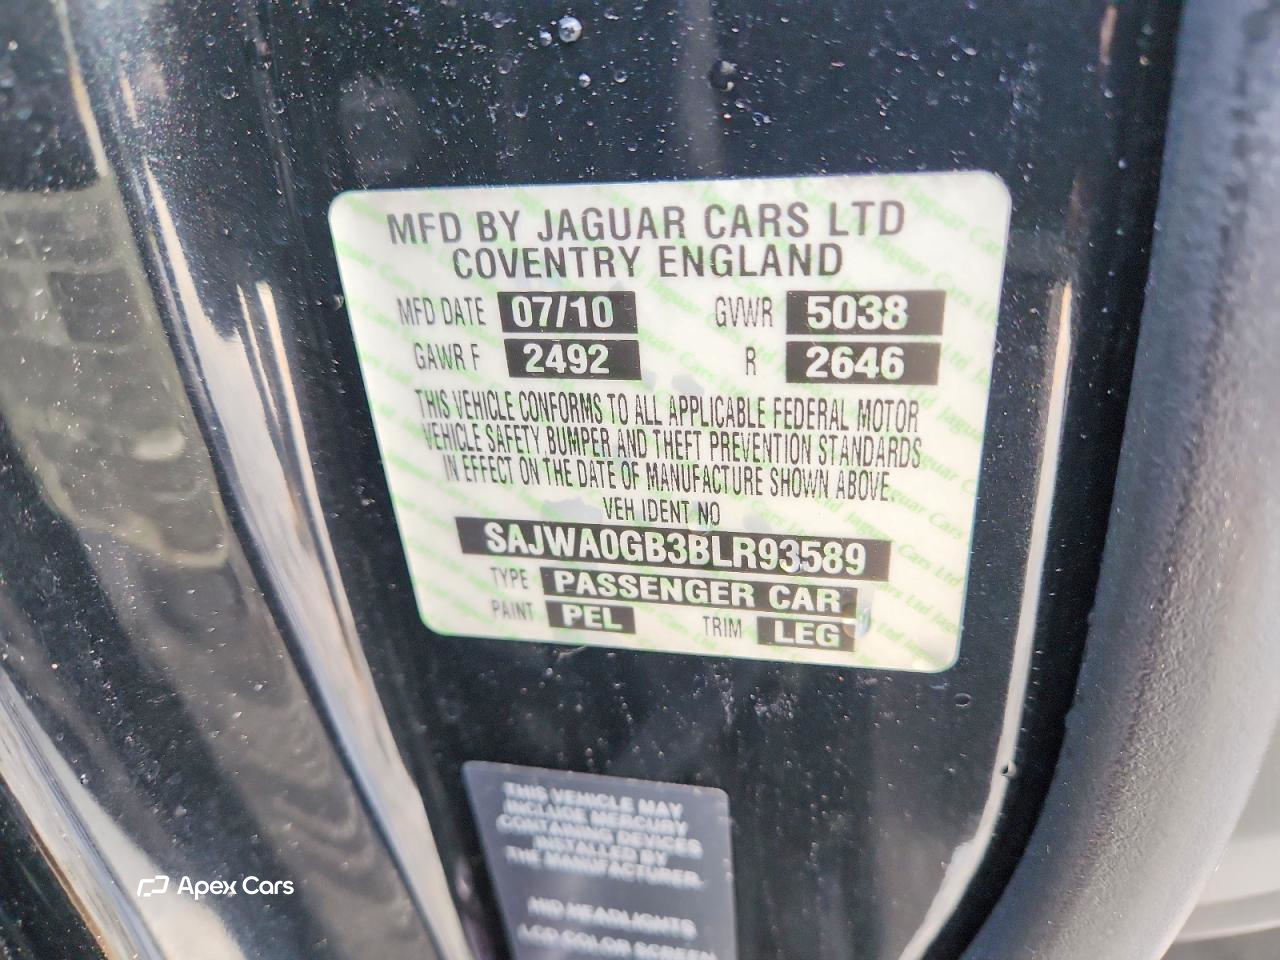 MFD BY JAGUAR CARS LTD
COVENTRY ENGLAND
MFD DATE 07/10 GVWR 5038
GAWR F 2492 R 2646
THIS VEHICLE CONFORMS TO ALL APPLICABLE FEDERAL MOTOR
VEHICLE SAFETY, BUMPER AND THEFT PREVENTION STANDARDS
IN EFFECT ON THE DATE OF MANUFACTURE SHOWN ABOVE.
VEH IDENT NO
SAJWA0GB3BLR93589
TYPE PASSENGER CAR
PAINT PEL TRIM LEG
THIS VEHICLE MAY
INCLUDE MERCURY
CONTAINING DEVICES
INSTALLED BY
THE MANUFACTURER.
HID HEADLIGHTS
LCD COLOR SCREEN
Apex Cars